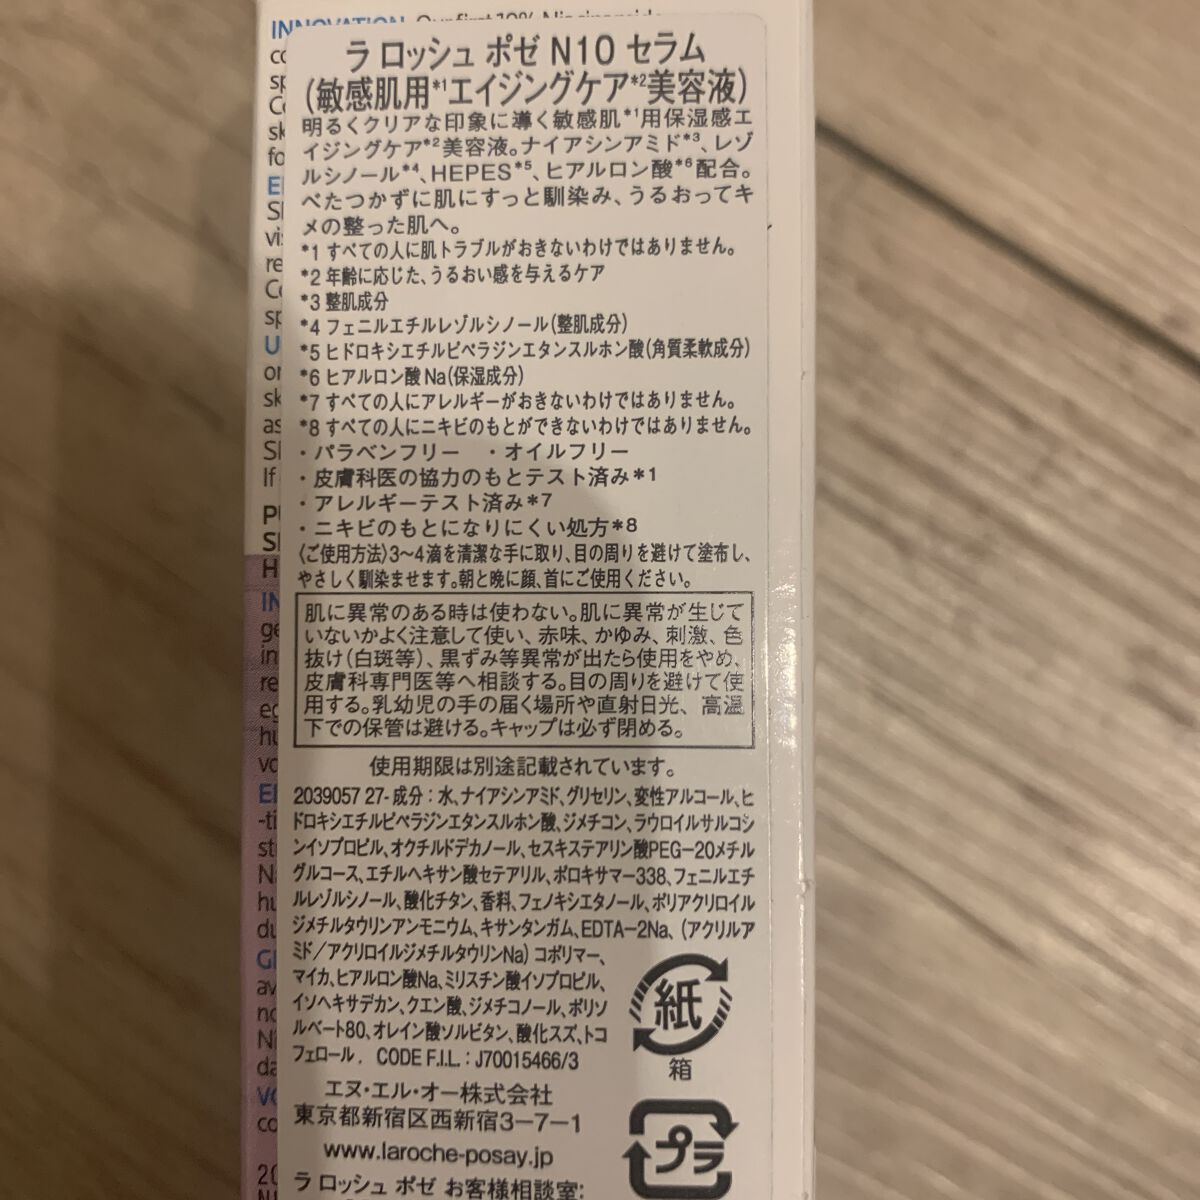 INNOVATION Our first 10% Niacinamide
ラ ロッシュ ポゼ N10 セラム
(敏感肌用*1エイジングケア*2美容液)
明るくクリアな印象に導く敏感肌*1用保湿感エ
イジングケア*2美容液。ナイアシンアミド*3、レゾ
ルシノール*4、HEPES*5、ヒアルロン酸*6配合。
べたつかずに肌にすっと馴染み、うるおってキ
メの整った肌へ。
*1 すべての人に肌トラブルがおきないわけではありません。
*2 年齢に応じた、うるおい感を与えるケア
*3 整肌成分
*4 フェニルエチルレゾルシノール(整肌成分)
*5 ヒドロキシエチルピペラジンエタンスルホン酸(角質柔軟成分)
*6 ヒアルロン酸Na(保湿成分)
*7 すべての人にアレルギーがおきないわけではありません。
*8 すべての人にニキビのもとができないわけではありません。
・パラベンフリー ・オイルフリー
・皮膚科医の協力のもとテスト済み*1
・アレルギーテスト済み*7
・ニキビのもとになりにくい処方*8
〈ご使用方法〉3〜4滴を清潔な手に取り、目の周りを避けて塗布し、
やさしく馴染ませます。朝と晩に顔、首にご使用ください。
肌に異常のある時は使わない。肌に異常が生じて
いないかよく注意して使い、赤味、かゆみ、刺激、色
抜け(白斑等)、黒ずみ等異常が出たら使用をやめ、
皮膚科専門医等へ相談する。目の周りを避けて使
用する。乳幼児の手の届く場所や直射日光、高温
下での保管は避ける。キャップは必ず閉める。
使用期限は別途記載されています。
2039057 27- 成分：水、ナイアシンアミド、グリセリン、変性アルコール、ヒ
ドロキシエチルピペラジンエタンスルホン酸、ジメチコン、ラウロイルサルコシ
ンイソプロピル、オクチルドデカノール、セスキステアリン酸PEG-20メチル
グルコース、エチルヘキサン酸セテアリル、ポロキサマー338、フェニルエチ
ルレゾルシノール、酸化チタン、香料、フェノキシエタノール、ポリアクリロイル
ジメチルタウリンアンモニウム、キサンタンガム、EDTA-2Na、(アクリルア
ミド/アクリロイルジメチルタウリンNa) コポリマー、
マイカ、ヒアルロン酸Na、ミリスチン酸イソプロピル、
イソヘキサデカン、クエン酸、ジメチコノール、ポリソ
ルベート80、オレイン酸ソルビタン、酸化スズ、トコ
フェロール. CODE F.I.L. : J70015466/3
紙
箱
エヌ・エル・オー株式会社
東京都新宿区西新宿3-7-1
www.laroche-posay.jp
プラ
ラ ロッシュ ポゼ お客様相談室: